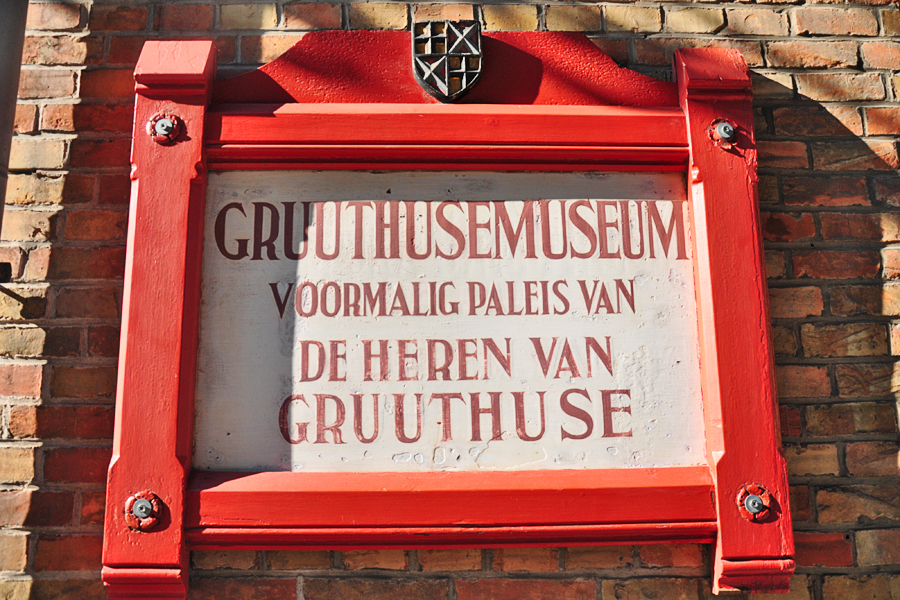 GRUUTHUSEMUSEUM
VOORMALIG PALEIS VAN
DE HEREN VAN
GRUUTHUSE